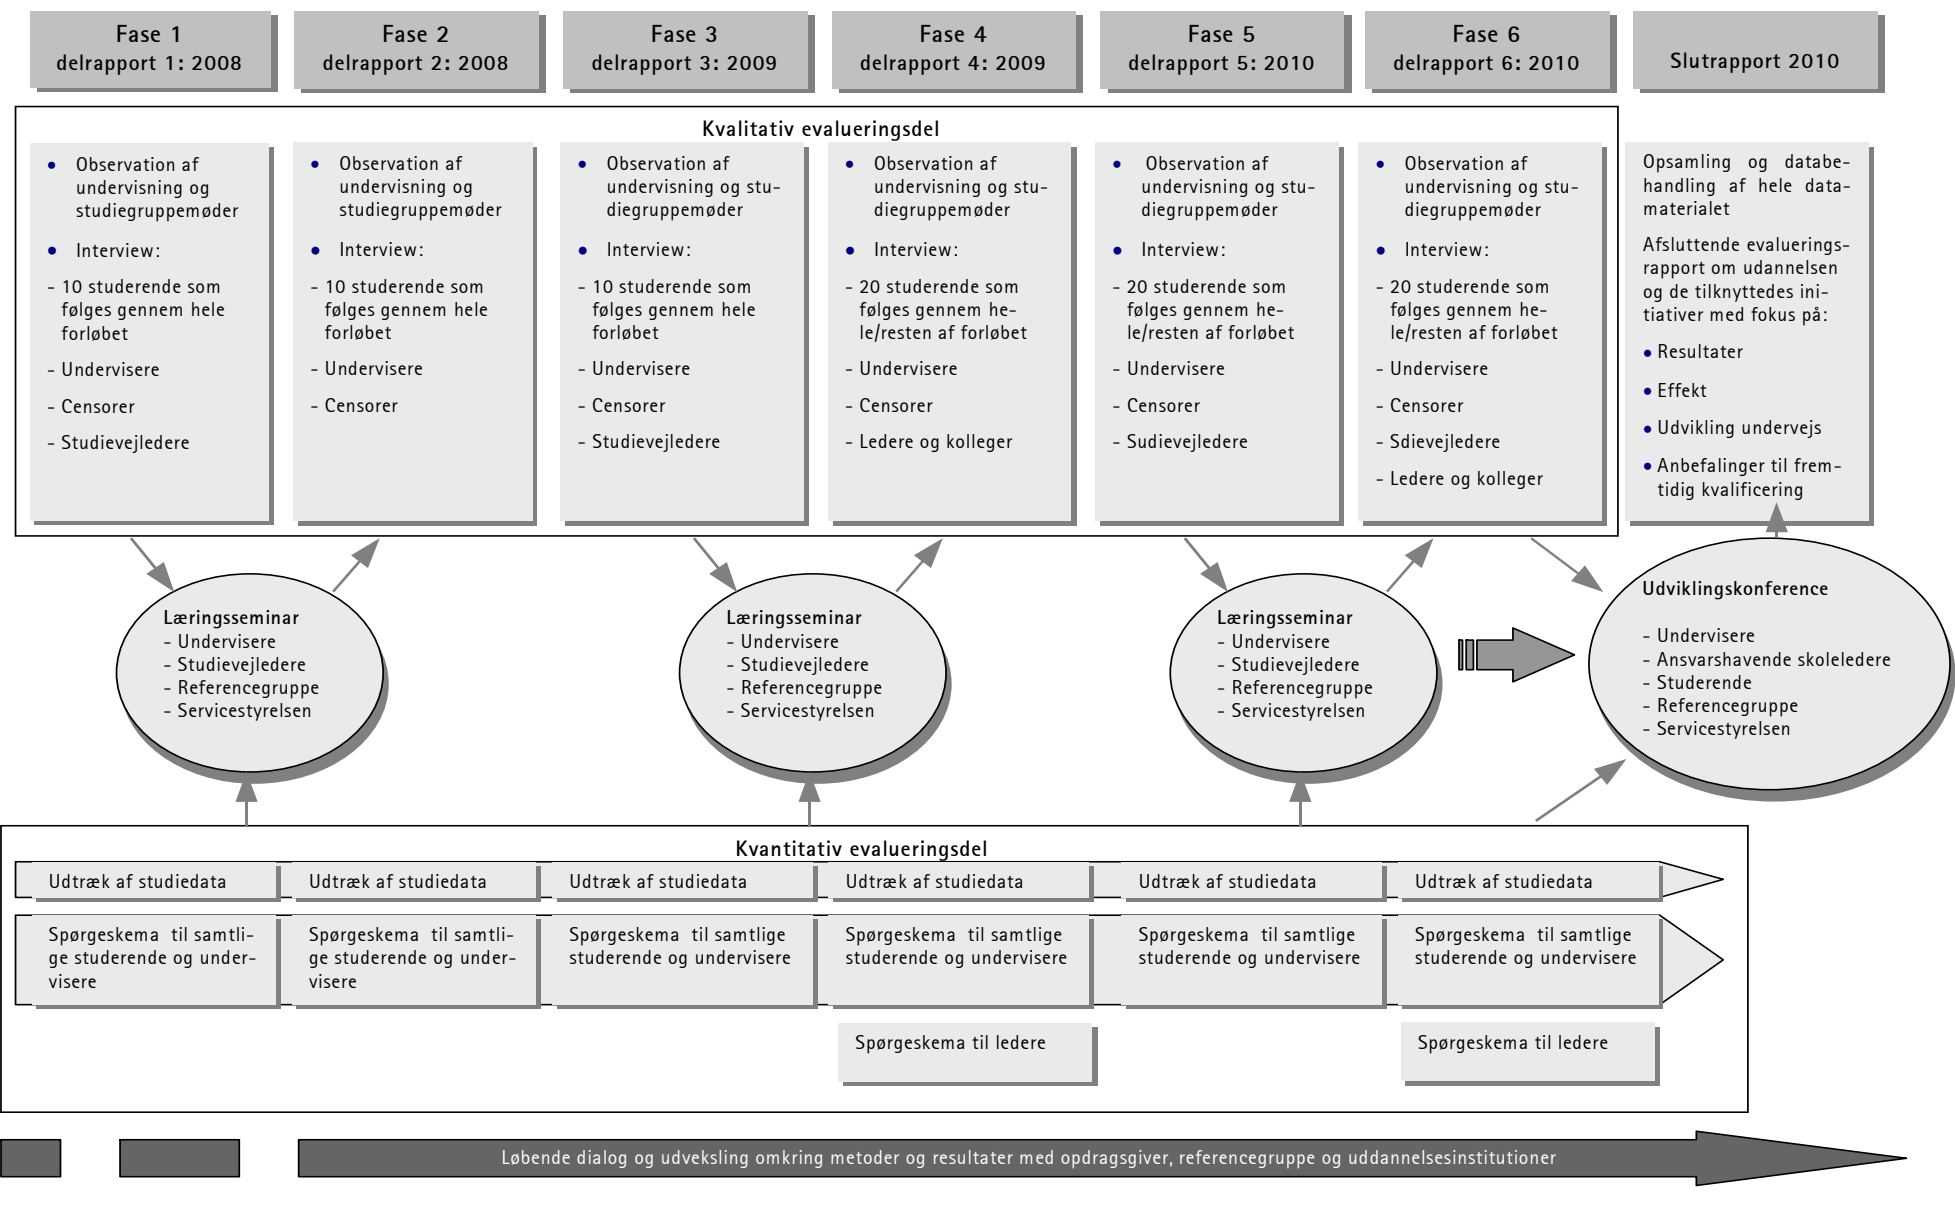 Fase 1
delrapport 1: 2008
Fase 2
delrapport 2: 2008
Fase 3
delrapport 3: 2009
Fase 4
delrapport 4: 2009
Fase 5
delrapport 5: 2010
Fase 6
delrapport 6: 2010
Slutrapport 2010
Kvalitativ evalueringsdel
• Observation af
undervisning og
studiegruppemøder
• Interview:
- 10 studerende som
følges gennem hele
forløbet
- Undervisere
- Censorer
- Studievejledere
• Observation af
undervisning og
studiegruppemøder
• Interview:
- 10 studerende som
følges gennem hele
forløbet
- Undervisere
- Censorer
• Observation af
undervisning og stu-
diegruppemøder
• Interview:
- 10 studerende som
følges gennem hele
forløbet
- Undervisere
- Censorer
- Studievejledere
• Observation af
undervisning og stu-
diegruppemøder
• Interview:
- 20 studerende som
følges gennem he-
le/resten af forløbet
- Undervisere
- Censorer
- Ledere og kolleger
• Observation af
undervisning og stu-
diegruppemøder
• Interview:
- 20 studerende som
følges gennem he-
le/resten af forløbet
- Undervisere
- Censorer
- Sudievejledere
• Observation af
undervisning og stu-
diegruppemøder
• Interview:
- 20 studerende som
følges gennem he-
le/resten af forløbet
- Undervisere
- Censorer
- Sdievejledere
- Ledere og kolleger
Opsamling og databe-
handling af hele data-
materialet
Afsluttende evaluerings-
rapport om udannelsen
og de tilknyttedes ini-
tiativer med fokus på:
• Resultater
• Effekt
• Udvikling undervejs
• Anbefalinger til frem-
tidig kvalificering
Læringsseminar
- Undervisere
- Studievejledere
- Referencegruppe
- Servicestyrelsen
Læringsseminar
- Undervisere
- Studievejledere
- Referencegruppe
- Servicestyrelsen
Læringsseminar
- Undervisere
- Studievejledere
- Referencegruppe
- Servicestyrelsen
Udviklingskonference
- Undervisere
- Ansvarshavende skoleledere
- Studerende
- Referencegruppe
- Servicestyrelsen
Kvantitativ evalueringsdel
Udtræk af studiedata
Udtræk af studiedata
Udtræk af studiedata
Udtræk af studiedata
Udtræk af studiedata
Udtræk af studiedata
Spørgeskema til samtli-
ge studerende og under-
visere
Spørgeskema til samtli-
ge studerende og under-
visere
Spørgeskema til samtlige
studerende og undervisere
Spørgeskema til samtlige
studerende og undervisere
Spørgeskema til samtlige
studerende og undervisere
Spørgeskema til samtlige
studerende og undervisere
Spørgeskema til ledere
Spørgeskema til ledere
Løbende dialog og udveksling omkring metoder og resultater med opdragsgiver, referencegruppe og uddannelsesinstitutioner